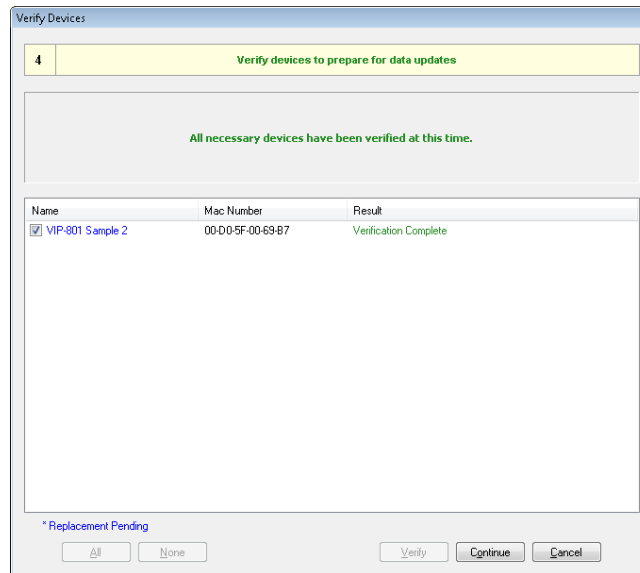 Verify Devices
4 Verify devices to prepare for data updates
All necessary devices have been verified at this time.
Name Mac Number Result
VIP-801 Sample 2 00-D0-5F-00-69-B7 Verification Complete
* Replacement Pending
All None Verify Continue Cancel